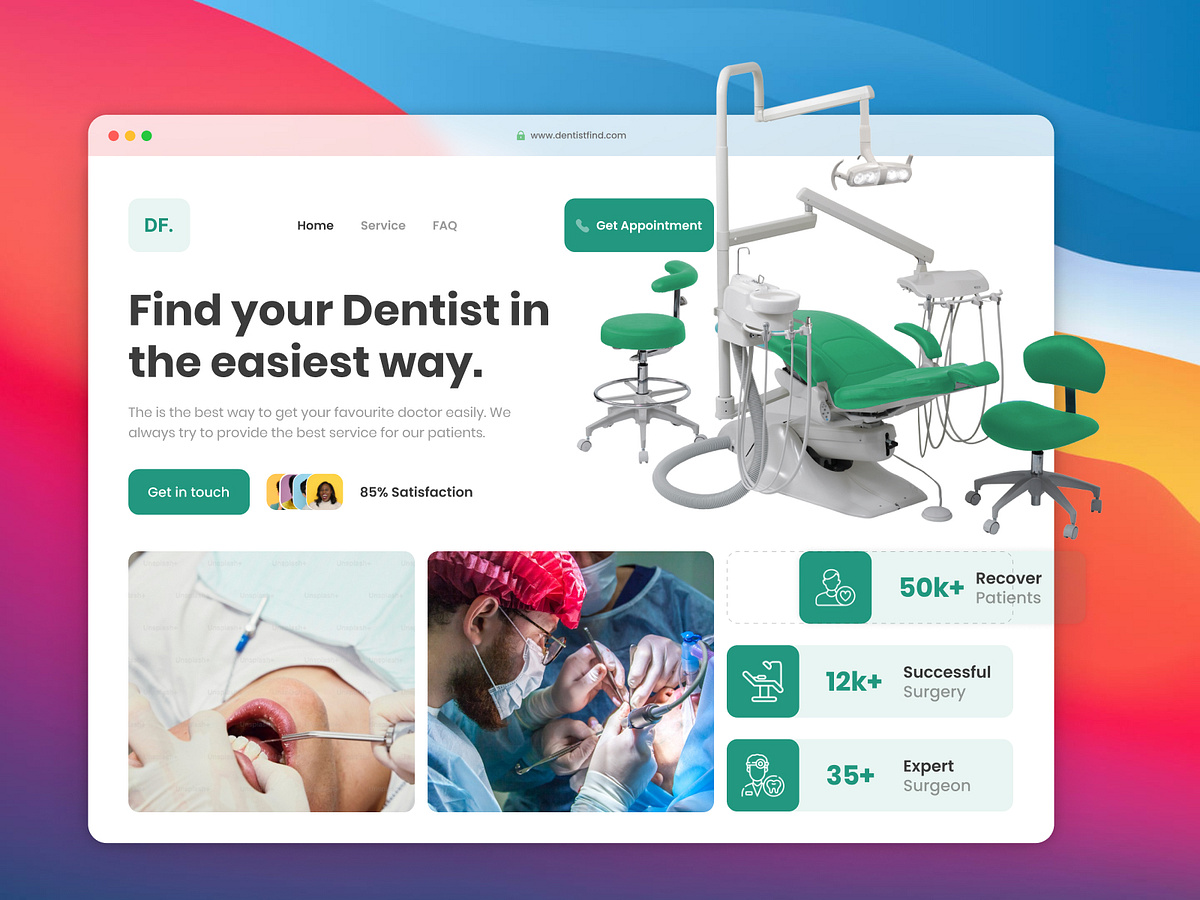 www.dentistfind.com
DF.
Home
Service
FAQ
Get Appointment
Find your Dentist in
the easiest way.
The is the best way to get your favourite doctor easily. We
always try to provide the best service for our patients.
Get in touch
85% Satisfaction
50k+
Recover
Patients
12k+
Successful
Surgery
35+
Expert
Surgeon